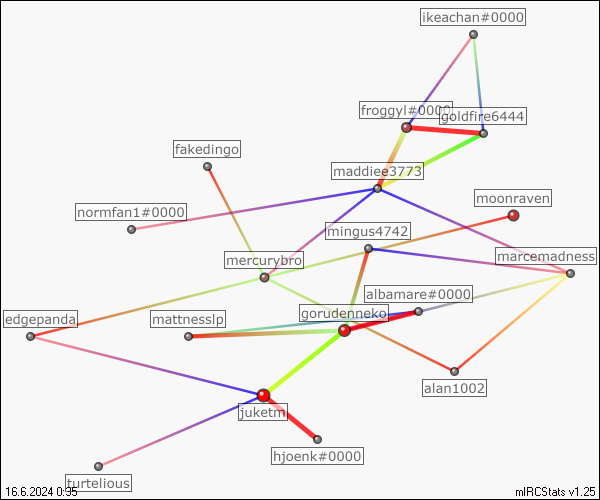 ikeachan#0000
froggyl#0000
goldfire6444
fakedingo
maddiee3773
moonraven
normfan1#0000
mingus4742
mercurybro
marcemadness
albamare#0000
edgepanda
mattnesslp
gorudenneko
alan1002
juketm
hjoenk#0000
turtelious
16.6.2024 0:35
mIRCStats v1.25